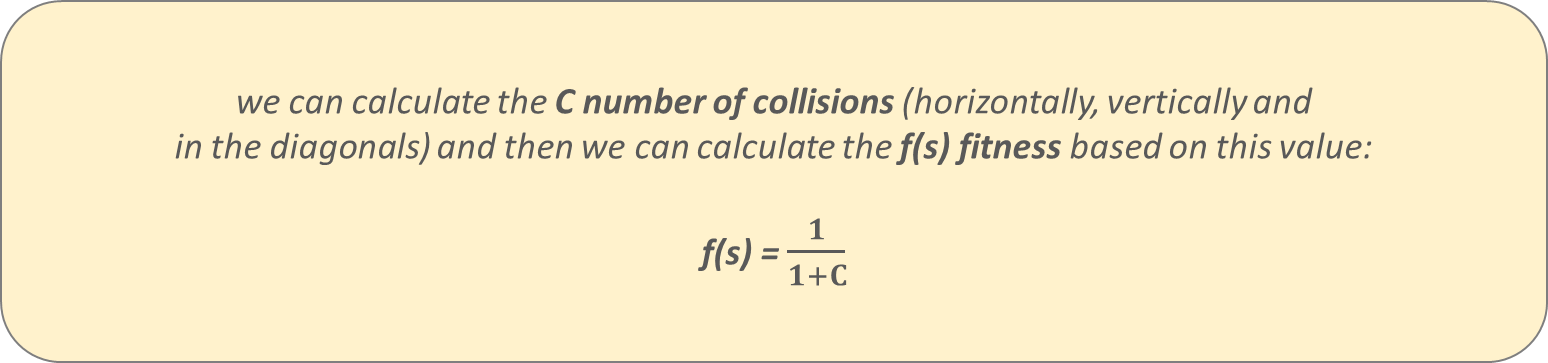 we can calculate the C number of collisions (horizontally, vertically and
in the diagonals) and then we can calculate the f(s) fitness based on this value:
f(s) = 1/1+C